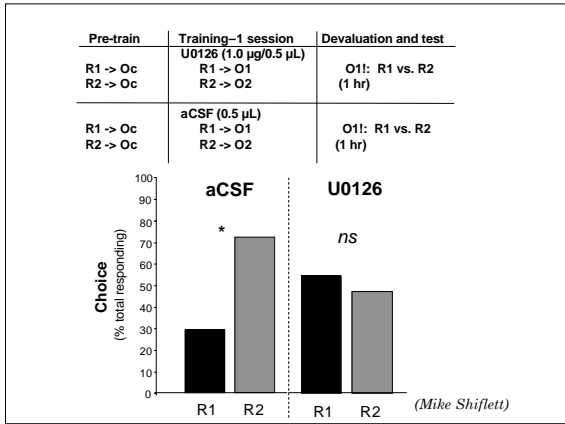 Pre-train Training–1 session Devaluation and test
U0126 (1.0 µg/0.5 µL)
R1 -> Oc R1 -> O1 O1!: R1 vs. R2
R2 -> Oc R2 -> O2 (1 hr)
aCSF (0.5 µL)
R1 -> Oc R1 -> O1 O1!: R1 vs. R2
R2 -> Oc R2 -> O2 (1 hr)
aCSF U0126
* ns
Choice
(% total responding)
100
90
80
70
60
50
40
30
20
10
0
R1 R2 R1 R2
(Mike Shiflett)